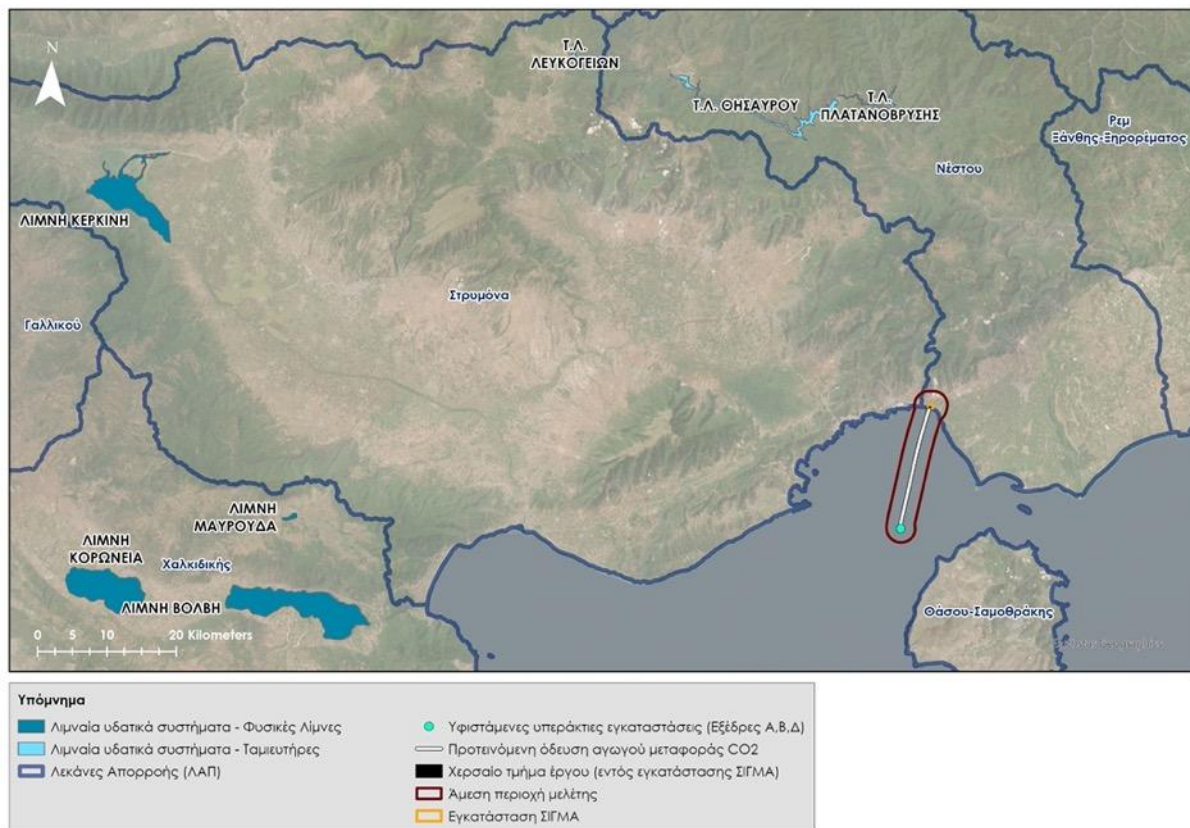 N
Τ.Λ.
ΛΕΥΚΟΓΕΙΩΝ
Τ.Λ. ΘΗΣΑΥΡΟΥ
Τ.Λ.
ΠΛΑΤΑΝΟΒΡΥΣΗΣ
Ρεμ
Ξάνθης-Ξηρορέματος
Νέστου
ΛΙΜΝΗ ΚΕΡΚΙΝΗ
Στρυμόνα
Γαλλικού
ΛΙΜΝΗ
ΜΑΥΡΟΥΔΑ
ΛΙΜΝΗ
ΚΟΡΩΝΕΙΑ
Χαλκιδικής
ΛΙΜΝΗ ΒΟΛΒΗ
Θάσου-Σαμοθράκης
0 5 10 20 Kilometers
Υπόμνημα
Λιμναία υδατικά συστήματα - Φυσικές Λίμνες
Λιμναία υδατικά συστήματα - Ταμιευτήρες
Λεκάνες Απορροής (ΛΑΠ)
Υφιστάμενες υπεράκτιες εγκαταστάσεις (Εξέδρες Α,Β,Δ)
Προτεινόμενη όδευση αγωγού μεταφοράς CO2
Χερσαίο τμήμα έργου (εντός εγκατάστασης ΣΙΓΜΑ)
Άμεση περιοχή μελέτης
Εγκατάσταση ΣΙΓΜΑ